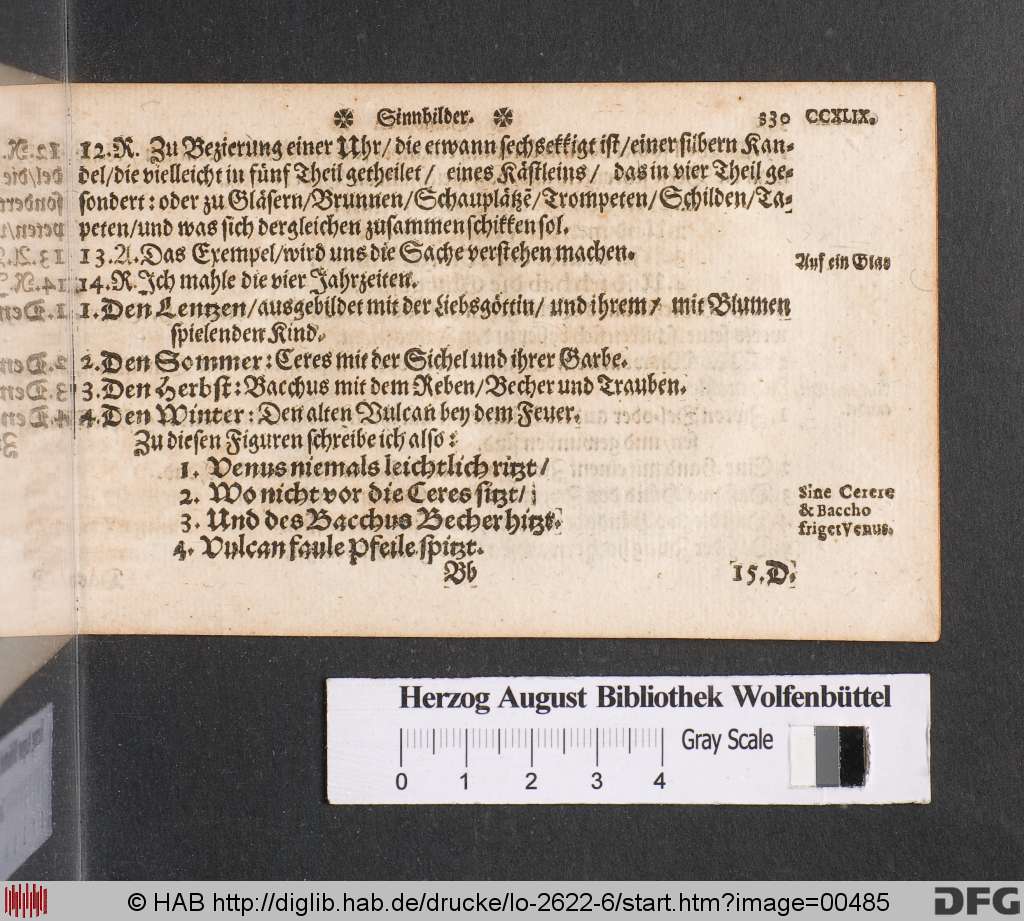 Sinnbilder. 330 CCXLIX.
12.R. Zu Bezierung einer Uhr/ die etwann sechsekkigt ist/einer silbern Kan-
del/die vielleicht in fünf Theil getheilet/ eines Kästleins/ das in vier Theil ge-
sondert: oder zu Gläsern/Brunnen/Schauplätzē/Trompeten/Schilden/Ta-
peten/und was sich dergleichen zusammen schikken sol.
13.A.Das Exempel/wird uns die Sache verstehen machen.
Auf ein Glas
14.R.Ich mahle die vier Jahrzeiten.
1.Den Lentzen/ausgebildet mit der Liebsgöttin/ und ihrem/ mit Blumen
spielenden Kind.
2.Den Sommer: Ceres mit der Sichel und ihrer Garbe.
3.Den Herbst: Bacchus mit dem Reben/Becher und Trauben.
4.Den Winter: Den alten Vulcan bey dem Feuer.
Zu diesen Figuren schreibe ich also:
1. Venus niemals leichtlich ritzt/
2. Wo nicht vor die Ceres sitzt/
3. Und des Bacchus Becher hitzt.
4. Vulcan faule Pfeile spitzt.
Sine Cerere
& Baccho
friget Venus.
Bb 15.D.
Herzog August Bibliothek Wolfenbüttel
Gray Scale
0 1 2 3 4
© HAB http://diglib.hab.de/drucke/lo-2622-6/start.htm?image=00485
DFG